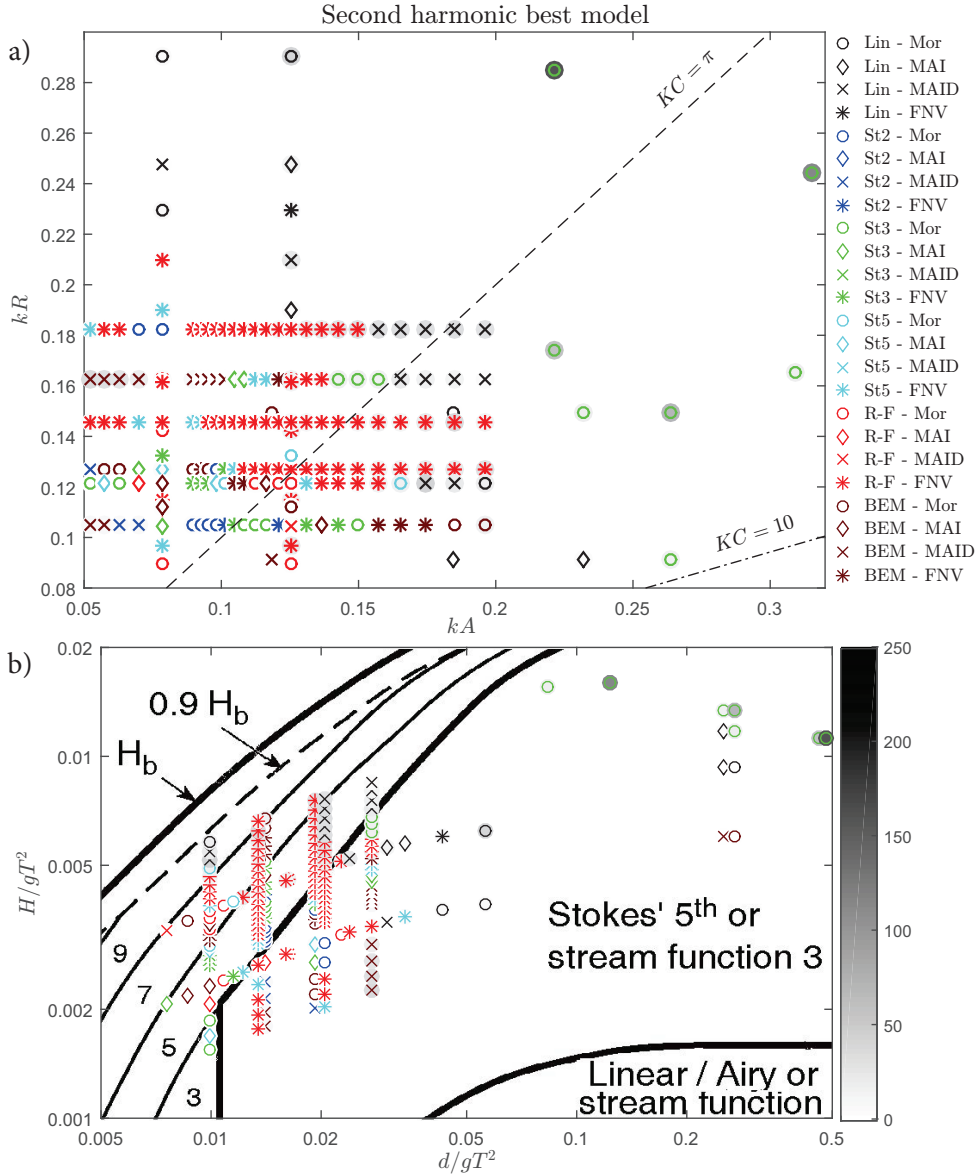 Second harmonic best model
a)
0.28
0.26
0.24
0.22
0.2
0.18
0.16
0.14
0.12
0.1
0.08
kR
0.05
0.1
0.15
0.2
0.25
0.3
kA
KC = π
KC = 10
Lin - Mor
Lin - MAI
Lin - MAID
Lin - FNV
St2 - Mor
St2 - MAI
St2 - MAID
St2 - FNV
St3 - Mor
St3 - MAI
St3 - MAID
St3 - FNV
St5 - Mor
St5 - MAI
St5 - MAID
St5 - FNV
R-F - Mor
R-F - MAI
R-F - MAID
R-F - FNV
BEM - Mor
BEM - MAI
BEM - MAID
BEM - FNV
b)
0.02
0.01
0.005
0.002
0.001
H/gT²
0.9 H_b
H_b
9
7
5
3
Stokes' 5th or
stream function 3
Linear / Airy or
stream function
0.005
0.01
0.02
0.05
0.1
0.2
0.5
d/gT²
250
200
150
100
50
0